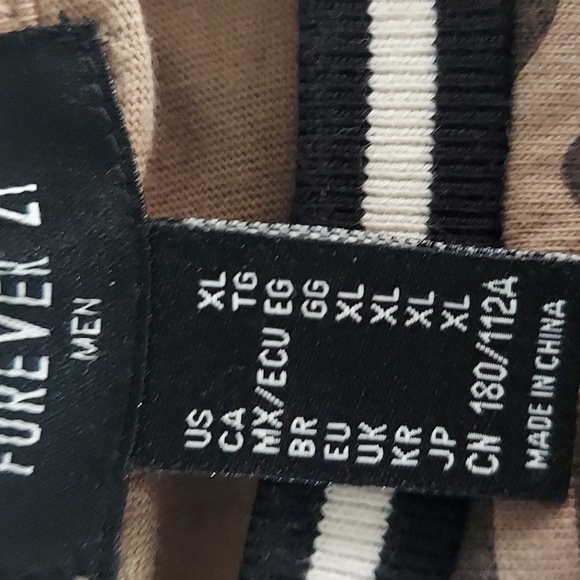 FOREVER 21
MEN
US XL
CA TG
MX/ECU EG
BR GG
EU XL
UK XL
KR XL
JP XL
CN 180/112A
MADE IN CHINA